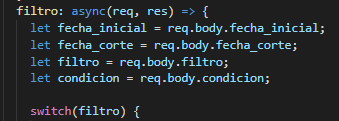 filtro: async(req, res) => {
let fecha_inicial = req.body.fecha_inicial;
let fecha_corte = req.body.fecha_corte;
let filtro = req.body.filtro;
let condicion = req.body.condicion;
switch(filtro) {